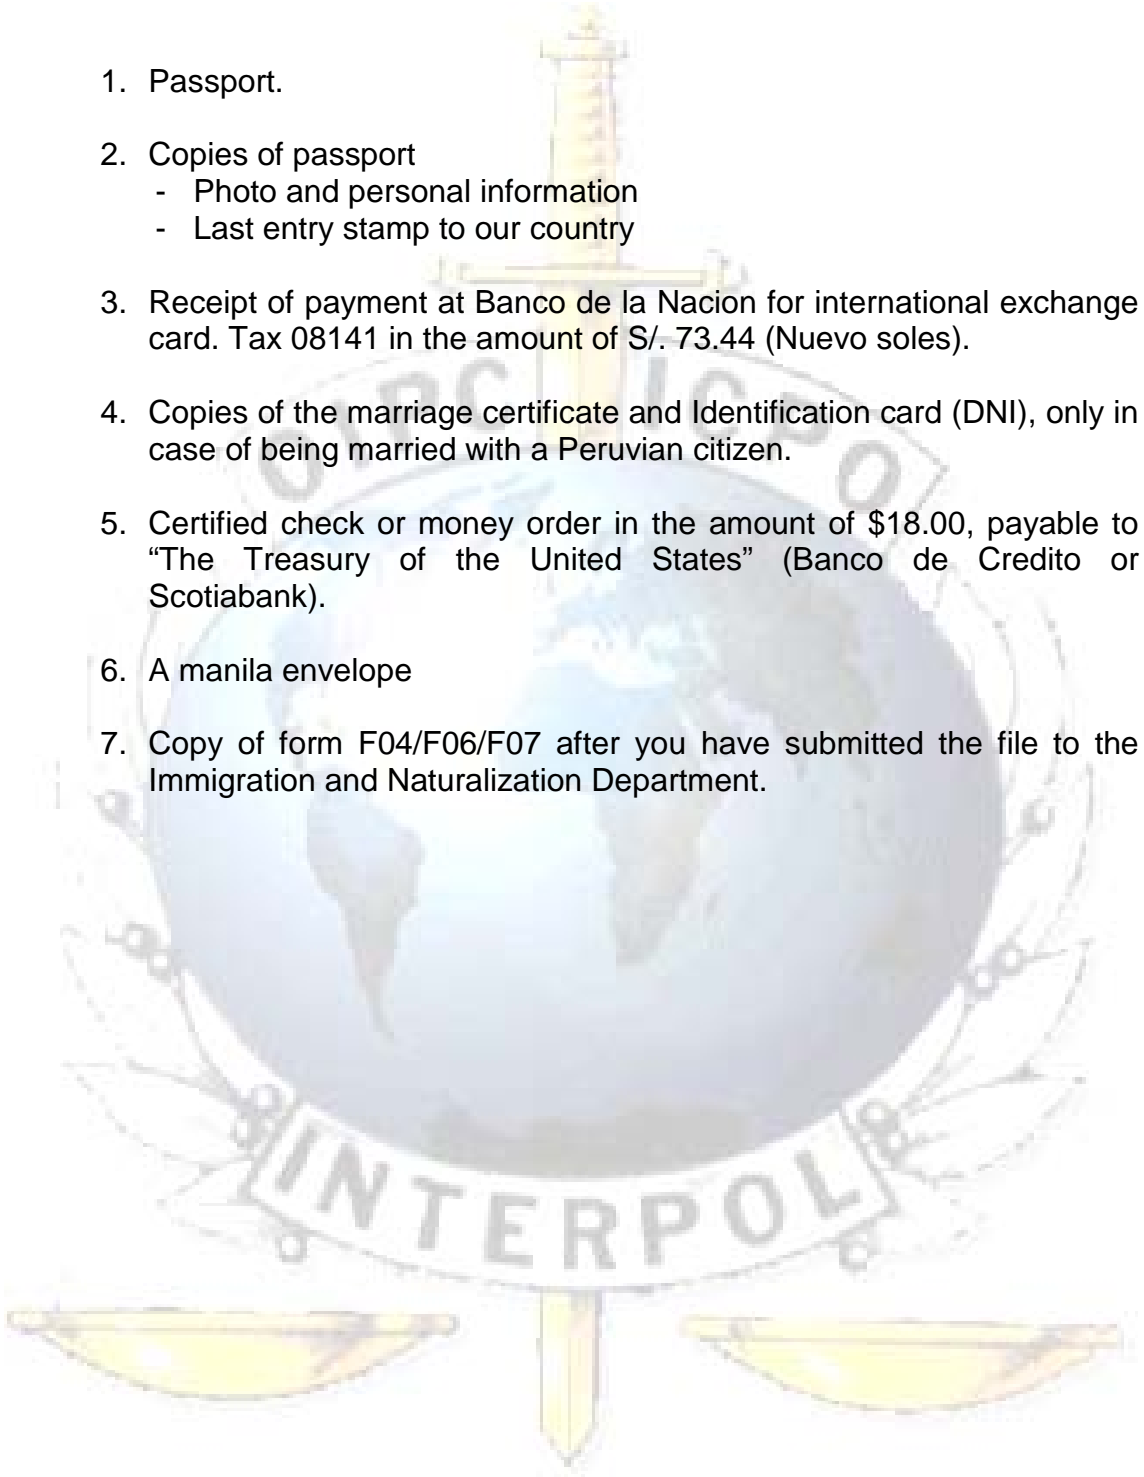 1. Passport.
2. Copies of passport
- Photo and personal information
- Last entry stamp to our country
3. Receipt of payment at Banco de la Nacion for international exchange
card. Tax 08141 in the amount of S/. 73.44 (Nuevo soles).
OIPC ICPO
4. Copies of the marriage certificate and Identification card (DNI), only in
case of being married with a Peruvian citizen.
5. Certified check or money order in the amount of $18.00, payable to
“The Treasury of the United States” (Banco de Credito or
Scotiabank).
6. A manila envelope
7. Copy of form F04/F06/F07 after you have submitted the file to the
Immigration and Naturalization Department.
INTERPOL